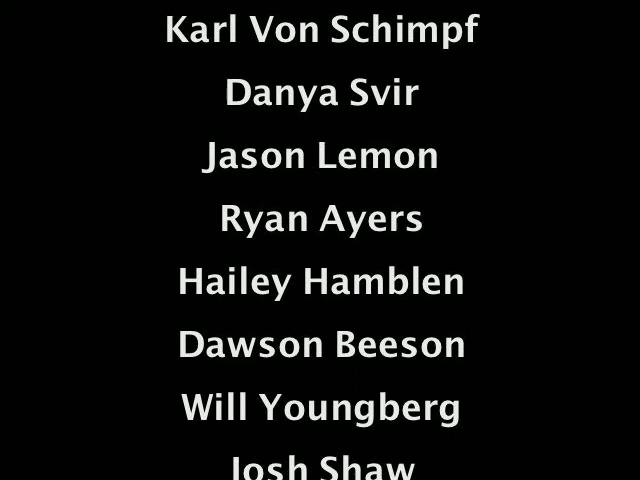 Karl Von Schimpf
Danya Svir
Jason Lemon
Ryan Ayers
Hailey Hamblen
Dawson Beeson
Will Youngberg
Josh Shaw